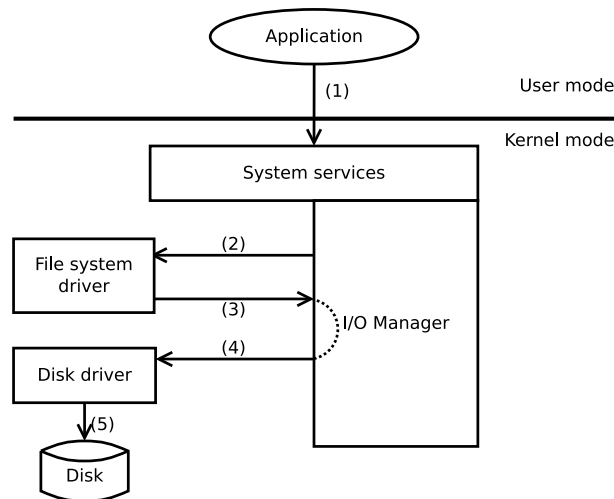 Application
(1)
User mode
Kernel mode
System services
(2)
File system
driver
(3)
I/O Manager
(4)
Disk driver
(5)
Disk